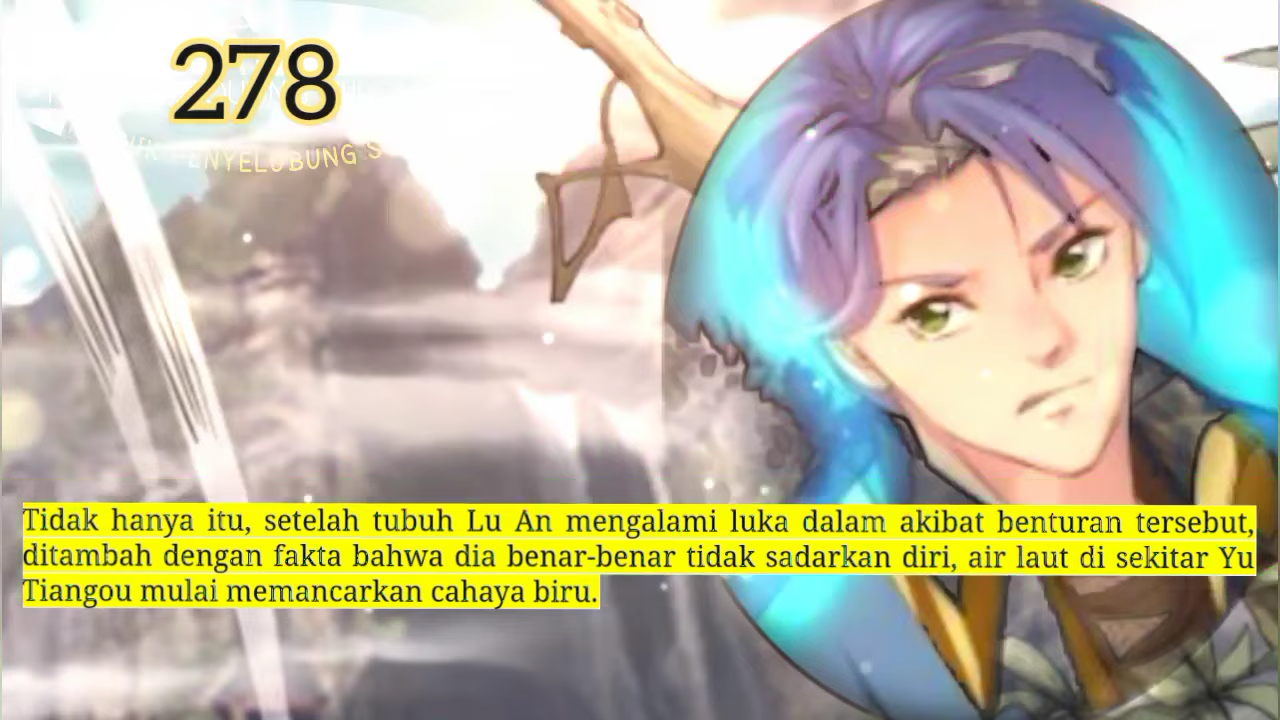 278
ENYELUBUNG S
Tidak hanya itu, setelah tubuh Lu An mengalami luka dalam akibat benturan tersebut,
ditambah dengan fakta bahwa dia benar-benar tidak sadarkan diri, air laut di sekitar Yu
Tiangou mulai memancarkan cahaya biru.